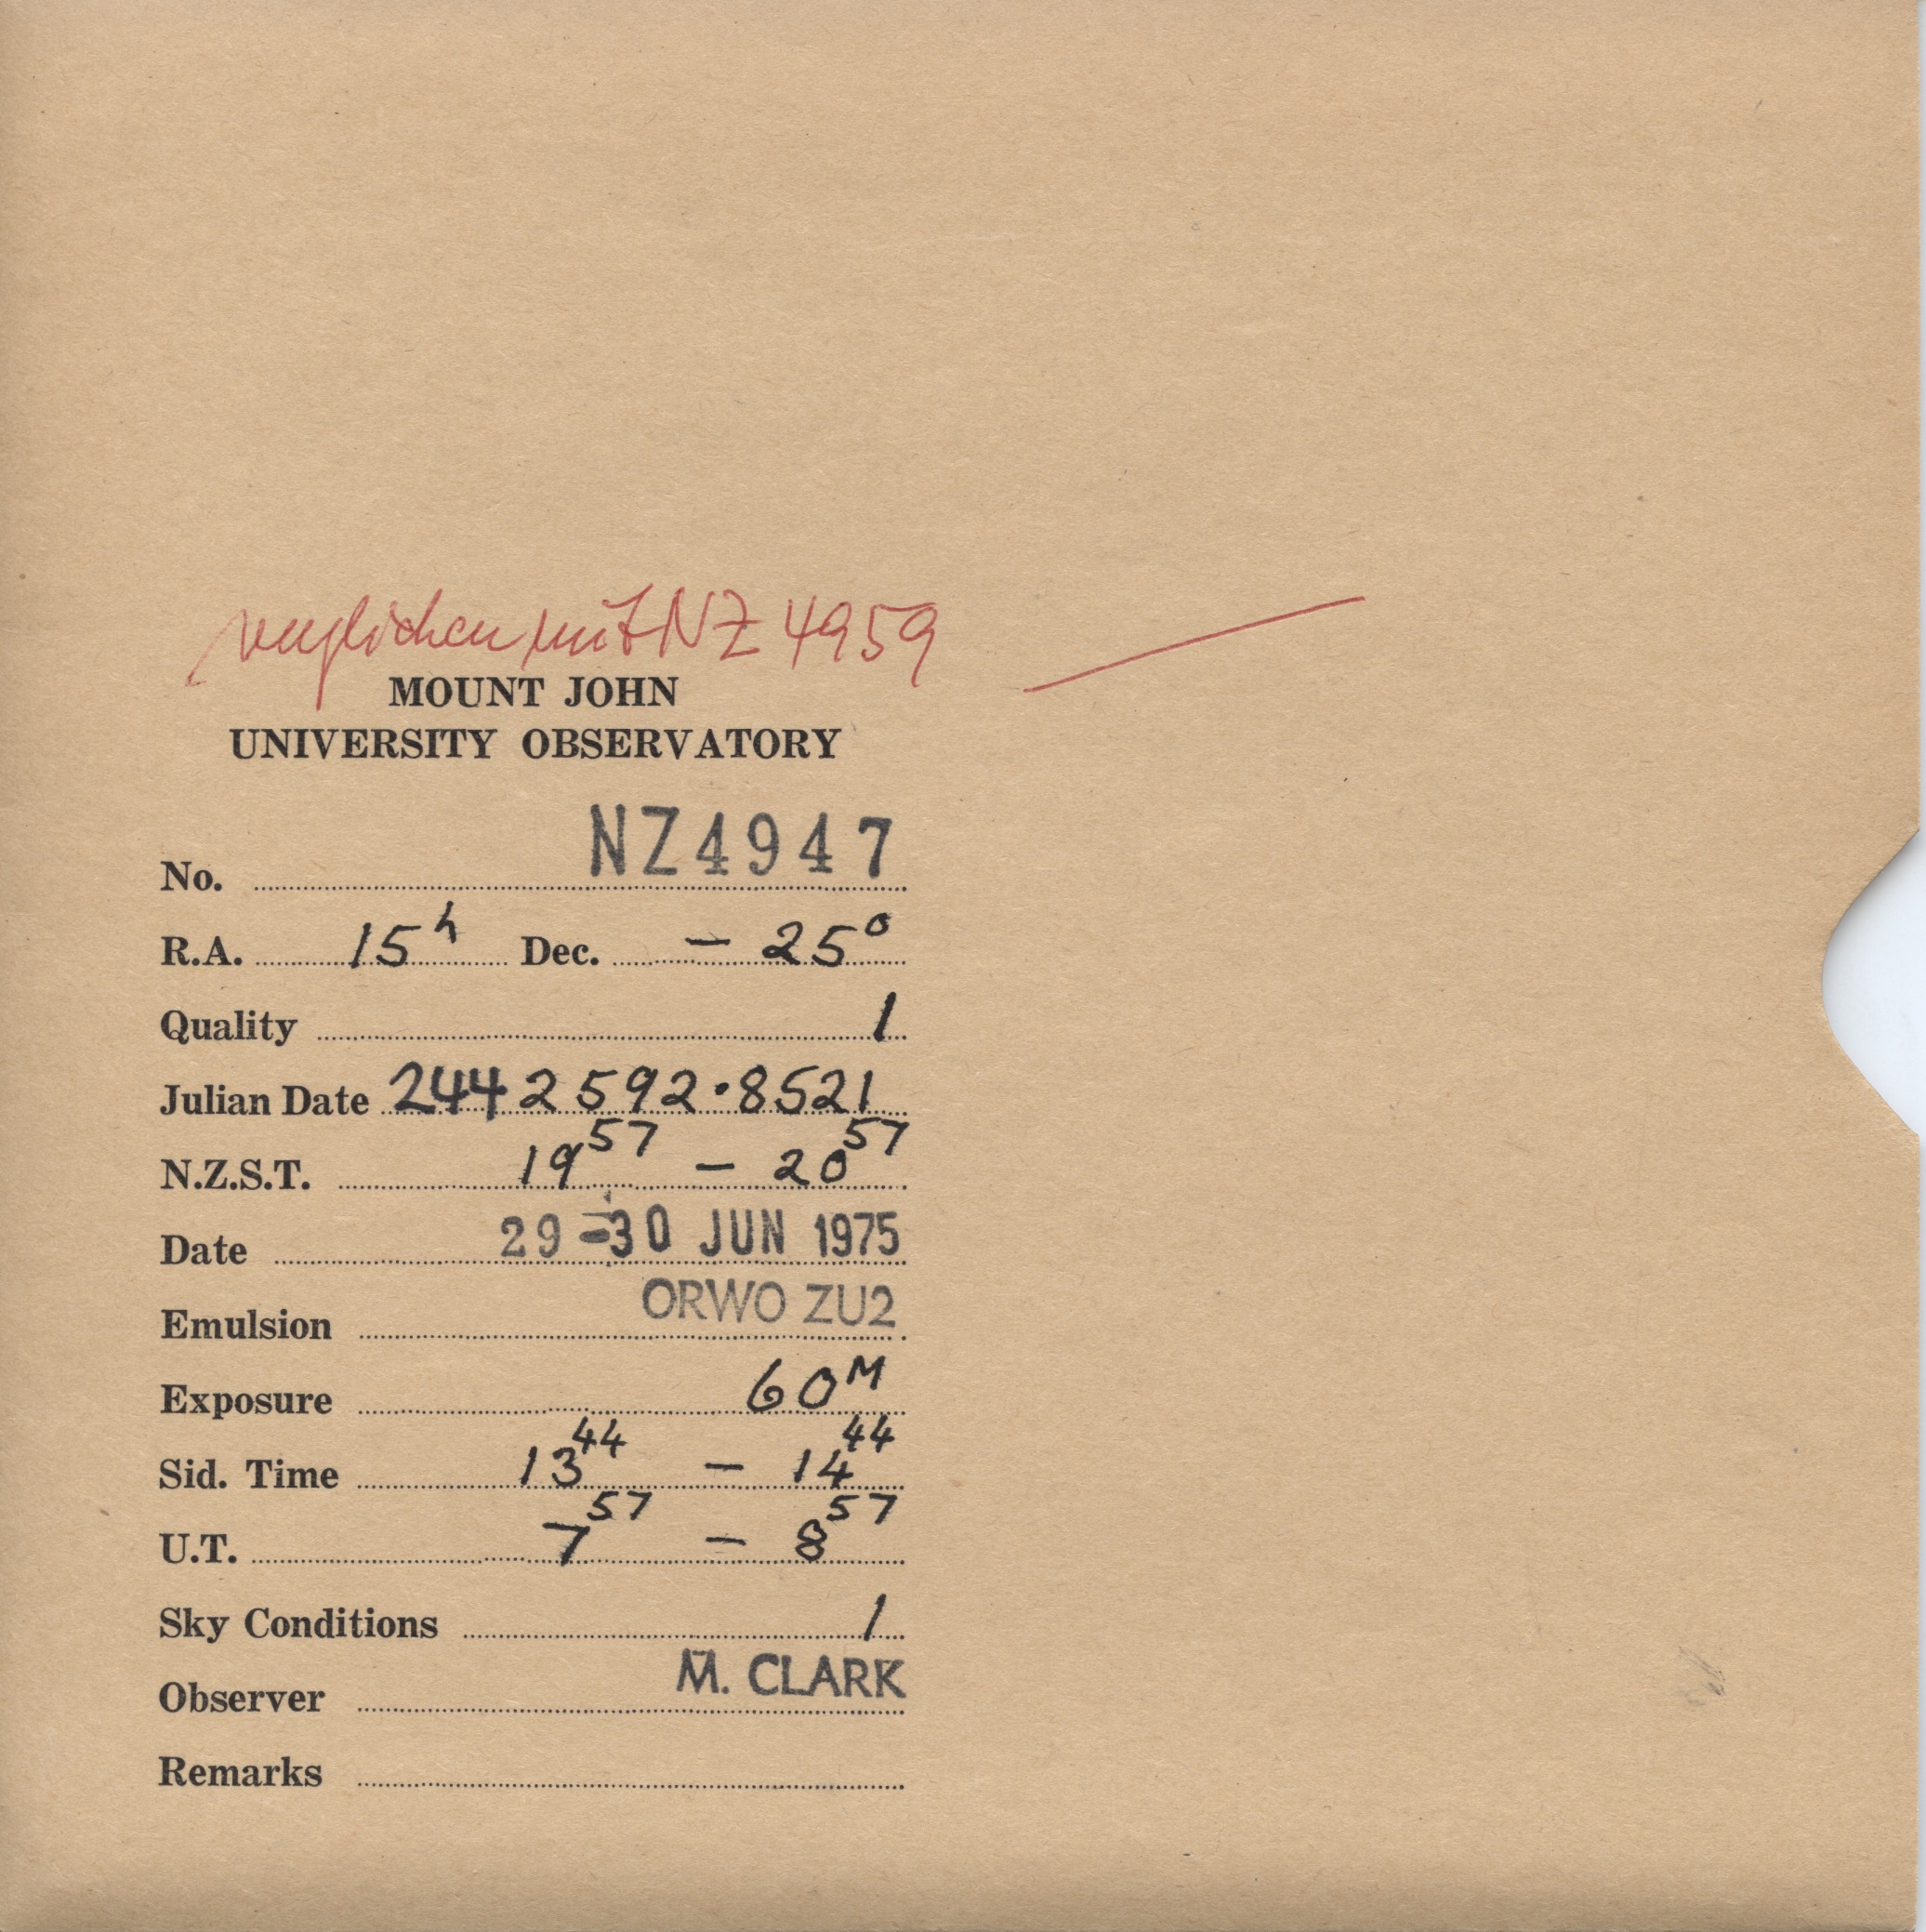 verglichen mit NZ 4959
MOUNT JOHN
UNIVERSITY OBSERVATORY
No. NZ4947
R.A. 15h Dec. – 25°
Quality 1
Julian Date 2442592.8521
N.Z.S.T. 19 57 – 20 57
Date 29-30 JUN 1975
Emulsion ORWO ZU2
Exposure 60M
Sid. Time 13 44 – 14 44
U.T. 7 57 – 8 57
Sky Conditions 1
Observer M. CLARK
Remarks